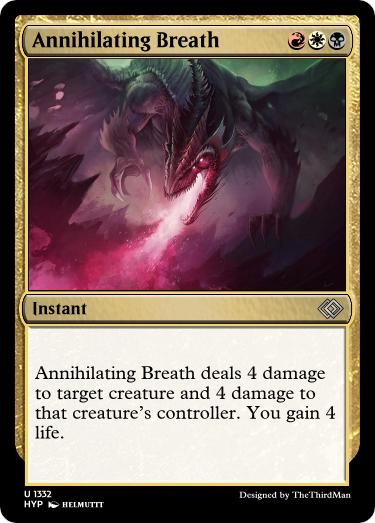 Annihilating Breath
Instant
Annihilating Breath deals 4 damage
to target creature and 4 damage to
that creature's controller. You gain 4
life.
U 1332
HYP HELMUTTT
Designed by TheThirdMan